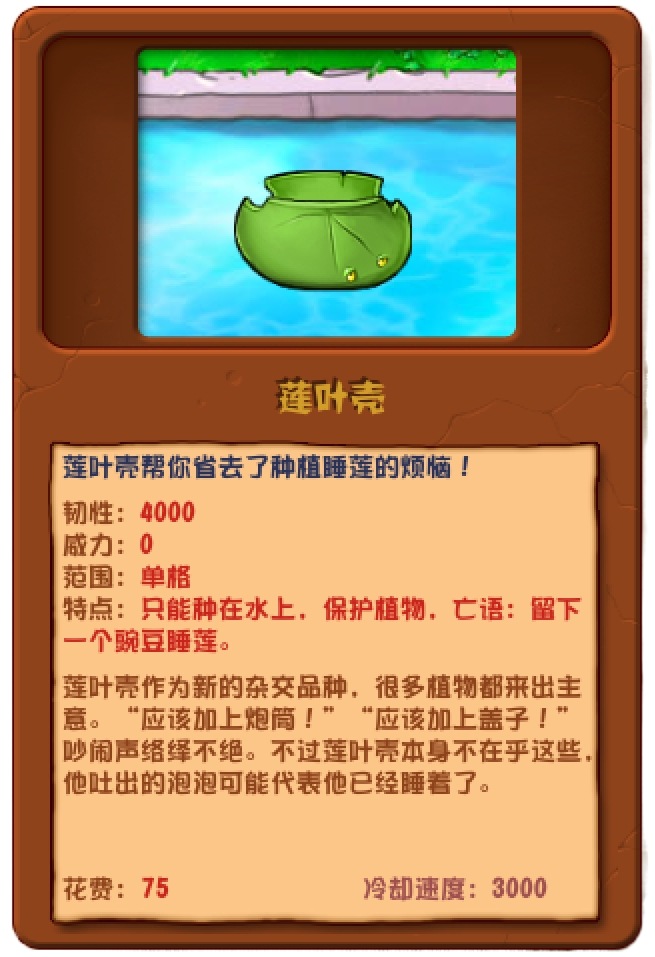 莲叶壳
莲叶壳帮你省去了种植睡莲的烦恼！
韧性：4000
威力：0
范围：单格
特点：只能种在水上，保护植物，亡语：留下
一个豌豆睡莲。
莲叶壳作为新的杂交品种，很多植物都来出主
意。“应该加上炮筒！”“应该加上盖子！”
吵闹声络绎不绝。不过莲叶壳本身不在乎这些，
他吐出的泡泡可能代表他已经睡着了。
花费：75 冷却速度：3000